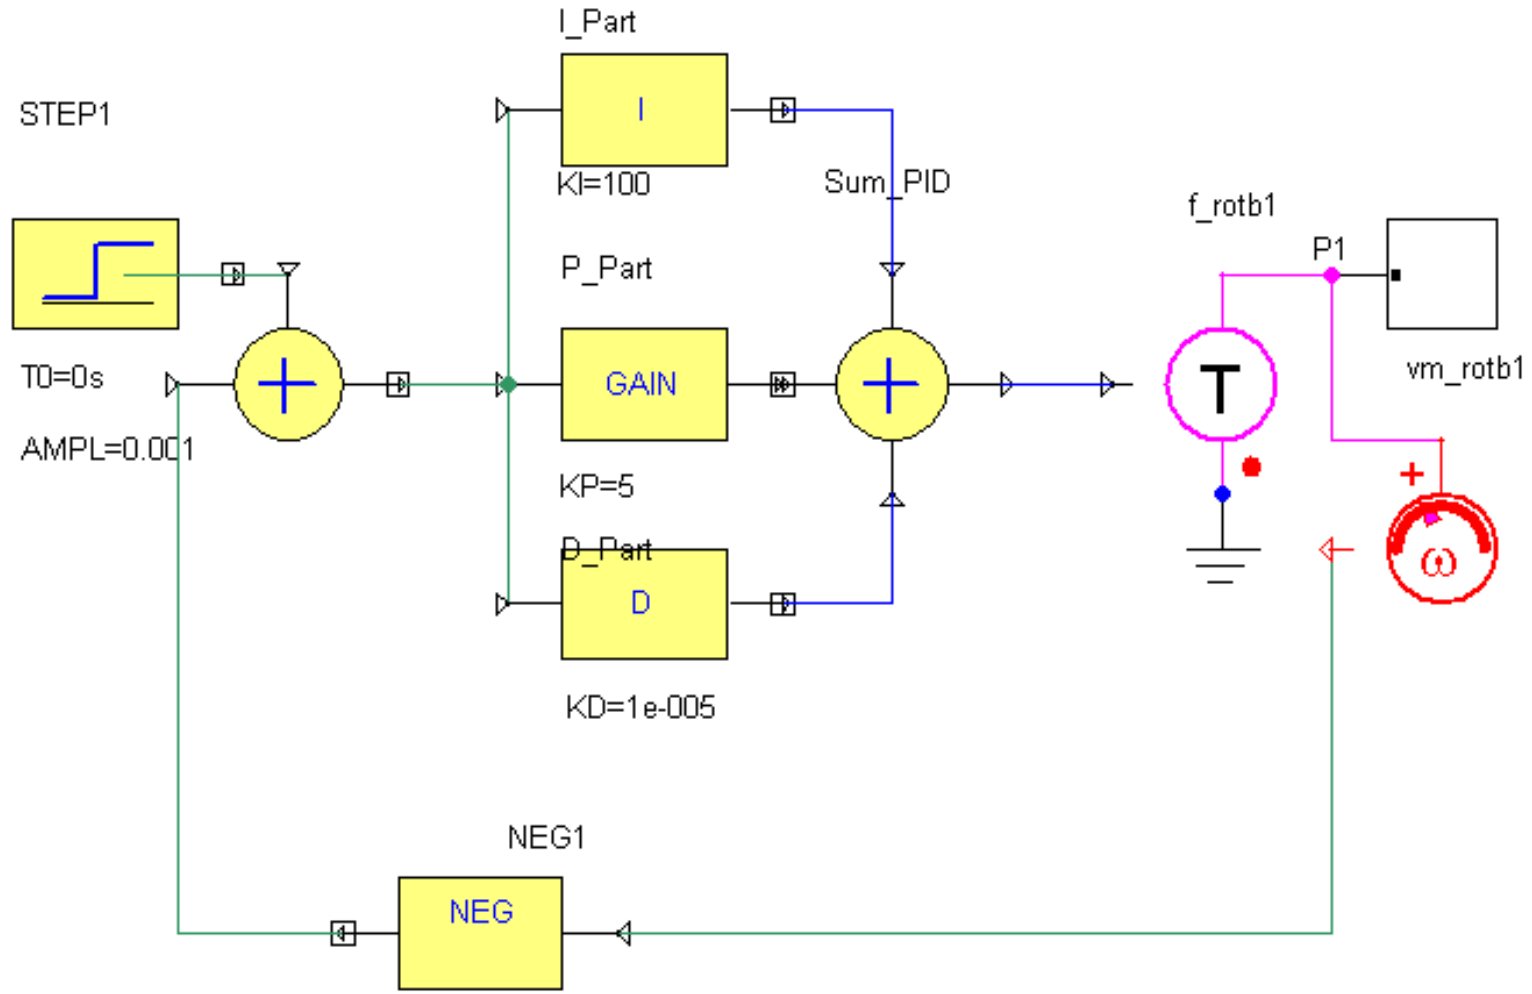 I_Part
STEP1
I
KI=100
Sum_PID
f_rotb1
P1
P_Part
T0=0s
GAIN
T
vm_rotb1
AMPL=0.001
KP=5
+
D_Part
D
ω
KD=1e-005
NEG1
NEG